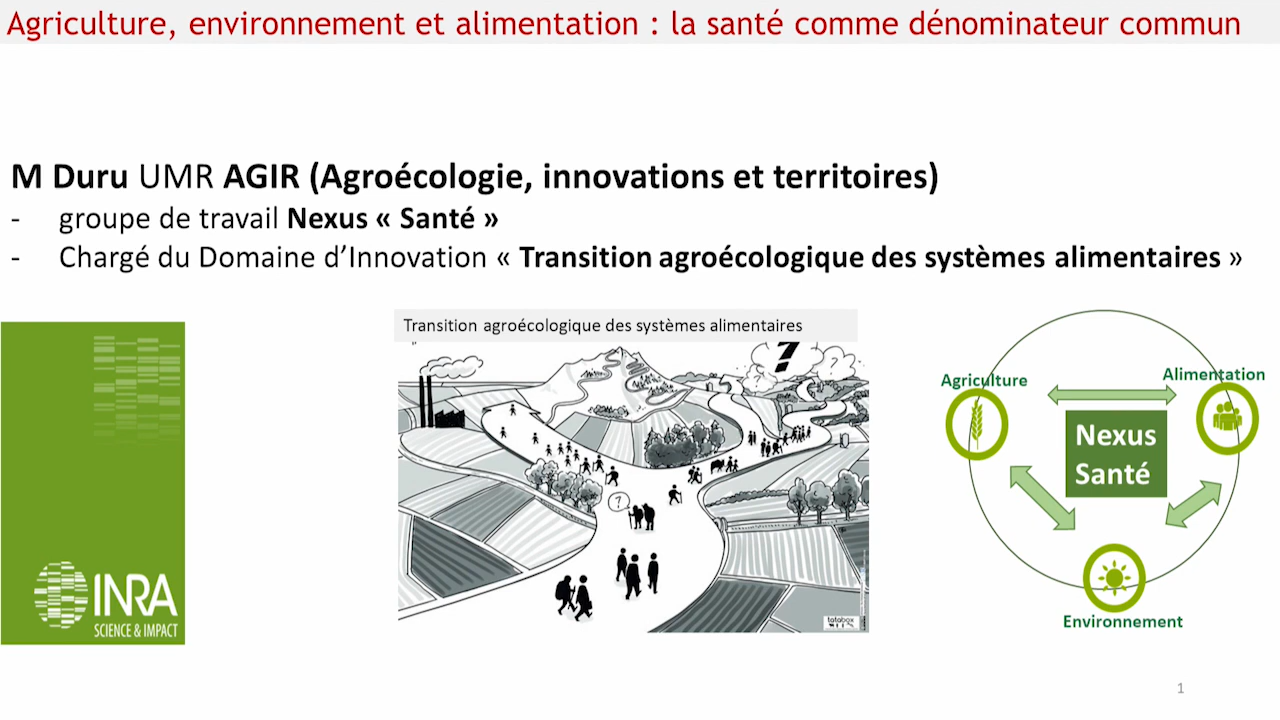 Agriculture, environnement et alimentation : la santé comme dénominateur commun
M Duru UMR AGIR (Agroécologie, innovations et territoires)
- groupe de travail Nexus « Santé »
- Chargé du Domaine d’Innovation « Transition agroécologique des systèmes alimentaires »
Transition agroécologique des systèmes alimentaires
?
?
tatabox
INRA
SCIENCE & IMPACT
Agriculture
Alimentation
Nexus
Santé
Environnement
1